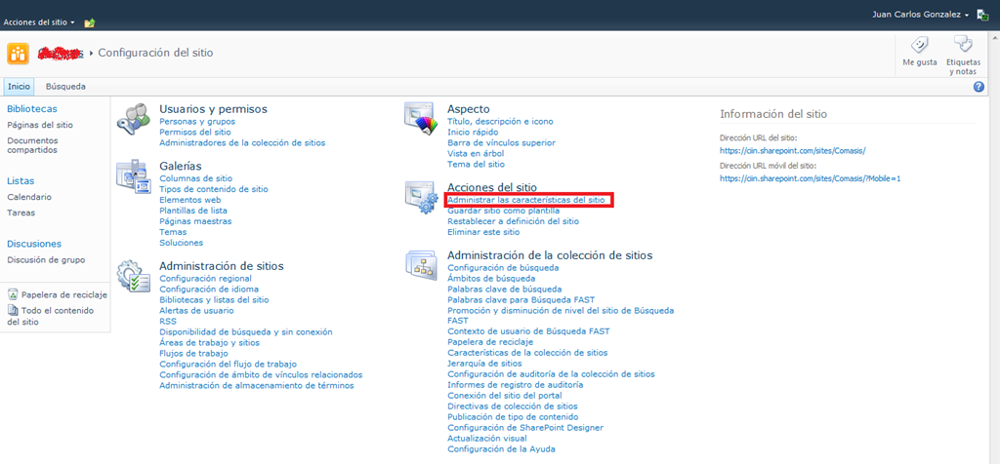 Acciones del sitio
Juan Carlos Gonzalez
Configuración del sitio
Me gusta
Etiquetas
y notas
Inicio
Búsqueda
Bibliotecas
Páginas del sitio
Documentos
compartidos
Listas
Calendario
Tareas
Discusiones
Discusión de grupo
Papelera de reciclaje
Todo el contenido
del sitio
Usuarios y permisos
Personas y grupos
Permisos del sitio
Administradores de la colección de sitios
Galerías
Columnas de sitio
Tipos de contenido de sitio
Elementos web
Plantillas de lista
Páginas maestras
Temas
Soluciones
Administración de sitios
Configuración regional
Configuración de idioma
Bibliotecas y listas del sitio
Alertas de usuario
RSS
Disponibilidad de búsqueda y sin conexión
Áreas de trabajo y sitios
Flujos de trabajo
Configuración del flujo de trabajo
Configuración de ámbito de vínculos relacionados
Administración de almacenamiento de términos
Aspecto
Título, descripción e icono
Inicio rápido
Barra de vínculos superior
Vista en árbol
Tema del sitio
Acciones del sitio
Administrar las características del sitio
Guardar sitio como plantilla
Restablecer a definición del sitio
Eliminar este sitio
Administración de la colección de sitios
Configuración de búsqueda
Ámbitos de búsqueda
Palabras clave de búsqueda
Palabras clave para Búsqueda FAST
Promoción y disminución de nivel del sitio de Búsqueda
FAST
Contexto de usuario de Búsqueda FAST
Papelera de reciclaje
Características de la colección de sitios
Jerarquía de sitios
Configuración de auditoría de la colección de sitios
Informes de registro de auditoría
Conexión del sitio del portal
Directivas de colección de sitios
Publicación de tipo de contenido
Configuración de SharePoint Designer
Actualización visual
Configuración de la Ayuda
Información del sitio
Dirección URL del sitio:
https://ciin.sharepoint.com/sites/Comasis/
Dirección URL móvil del sitio:
https://ciin.sharepoint.com/sites/Comasis/?Mobile=1